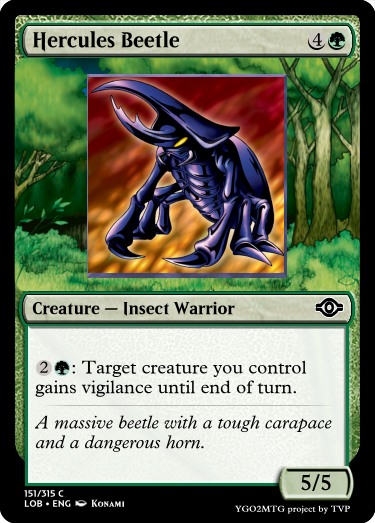 Hercules Beetle 4
Creature — Insect Warrior
2 : Target creature you control
gains vigilance until end of turn.
A massive beetle with a tough carapace
and a dangerous horn.
5/5
151/315 C
LOB • ENG KONAMI
YGO2MTG project by TVP